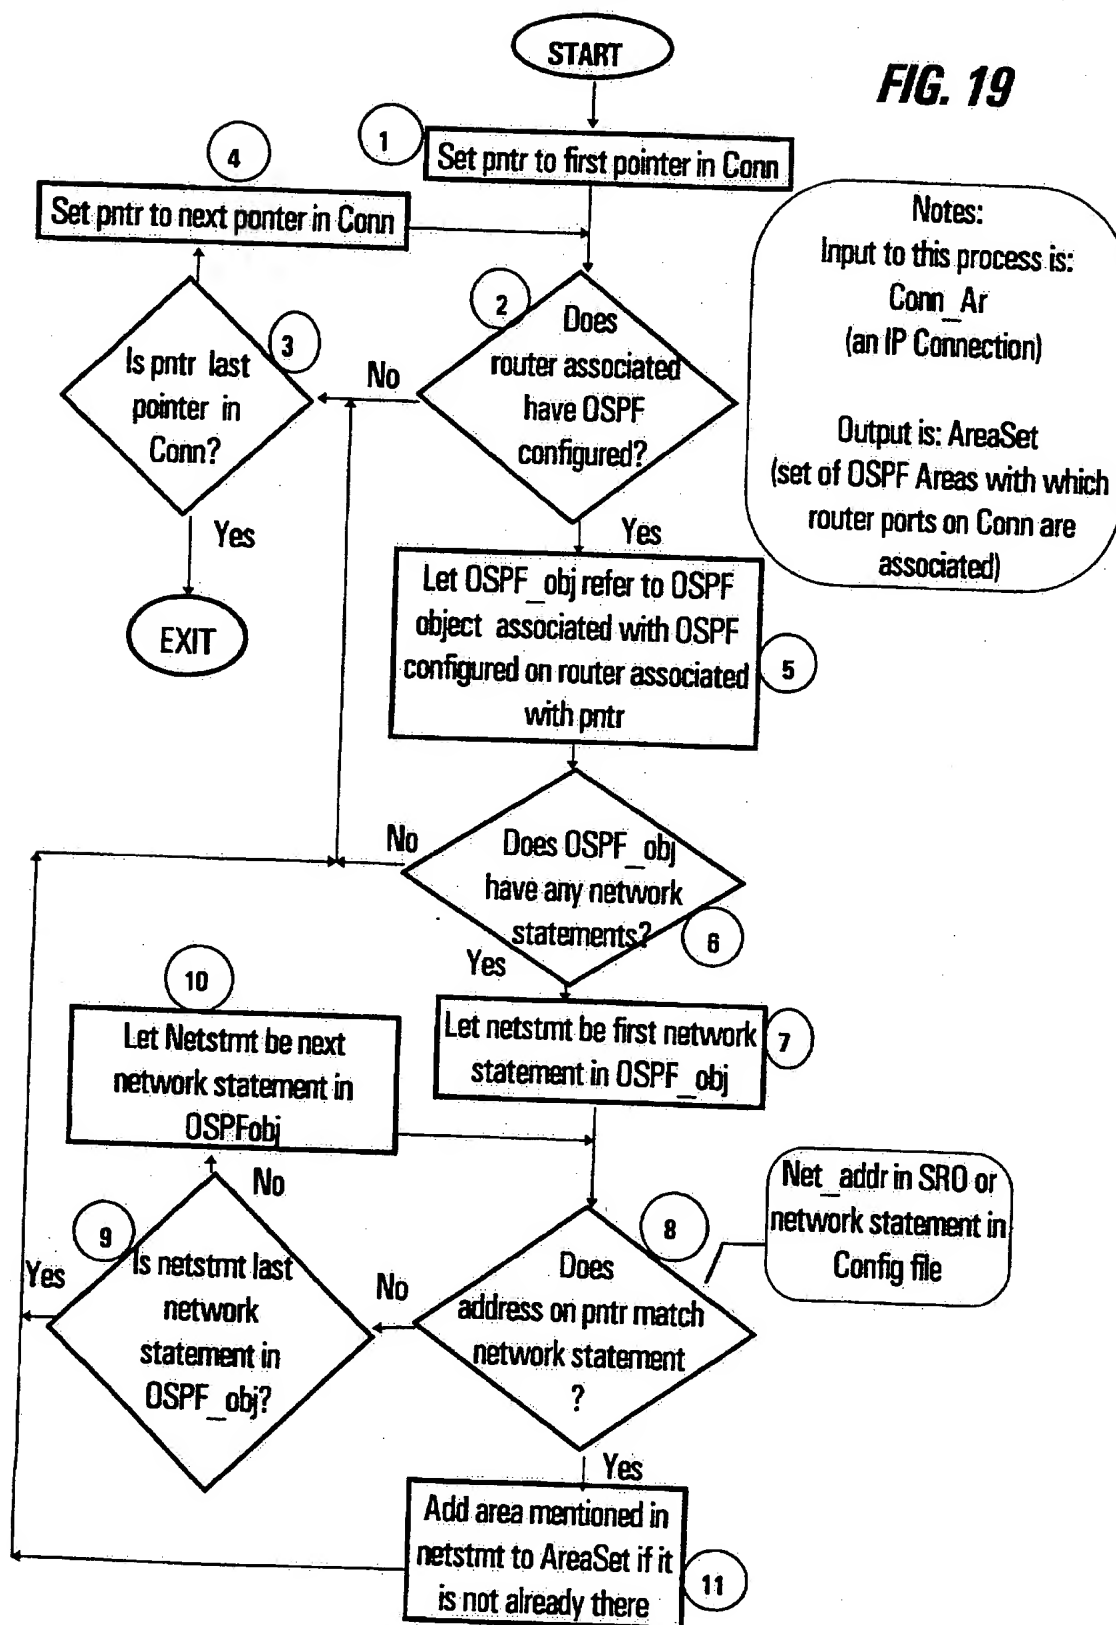 START
FIG. 19
1
Set pntr to first pointer in Conn
4
Set pntr to next ponter in Conn
Notes:
Input to this process is:
Conn_Ar
(an IP Connection)
Output is: AreaSet
(set of OSPF Areas with which
router ports on Conn are
associated)
2
Does
router associated
have OSPF
configured?
No
3
Is pntr last
pointer in
Conn?
Yes
EXIT
Yes
Let OSPF_obj refer to OSPF
object associated with OSPF
configured on router associated
with pntr
5
No
Does OSPF_obj
have any network
statements?
6
Yes
10
Let Netstmt be next
network statement in
OSPFobj
Let netstmt be first network
statement in OSPF_obj
7
No
Net_addr in SRO or
network statement in
Config file
9
Yes
Is netstmt last
network
statement in
OSPF_obj?
No
8
Does
address on pntr match
network statement
?
Yes
Add area mentioned in
netstmt to AreaSet if it
is not already there
11